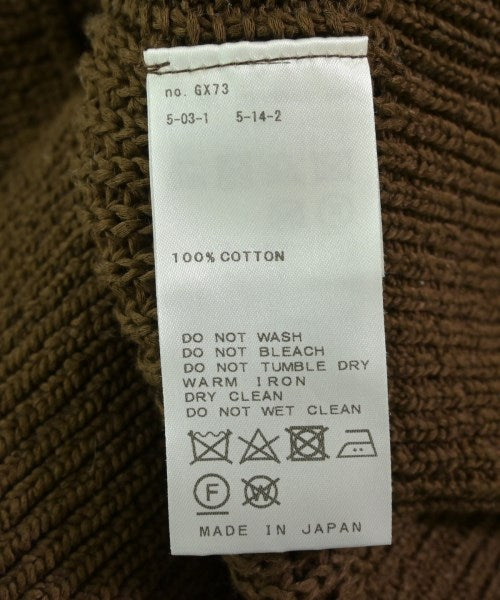 no. GX73
5-03-1 5-14-2
100% COTTON
DO NOT WASH
DO NOT BLEACH
DO NOT TUMBLE DRY
WARM IRON
DRY CLEAN
DO NOT WET CLEAN
F W
MADE IN JAPAN